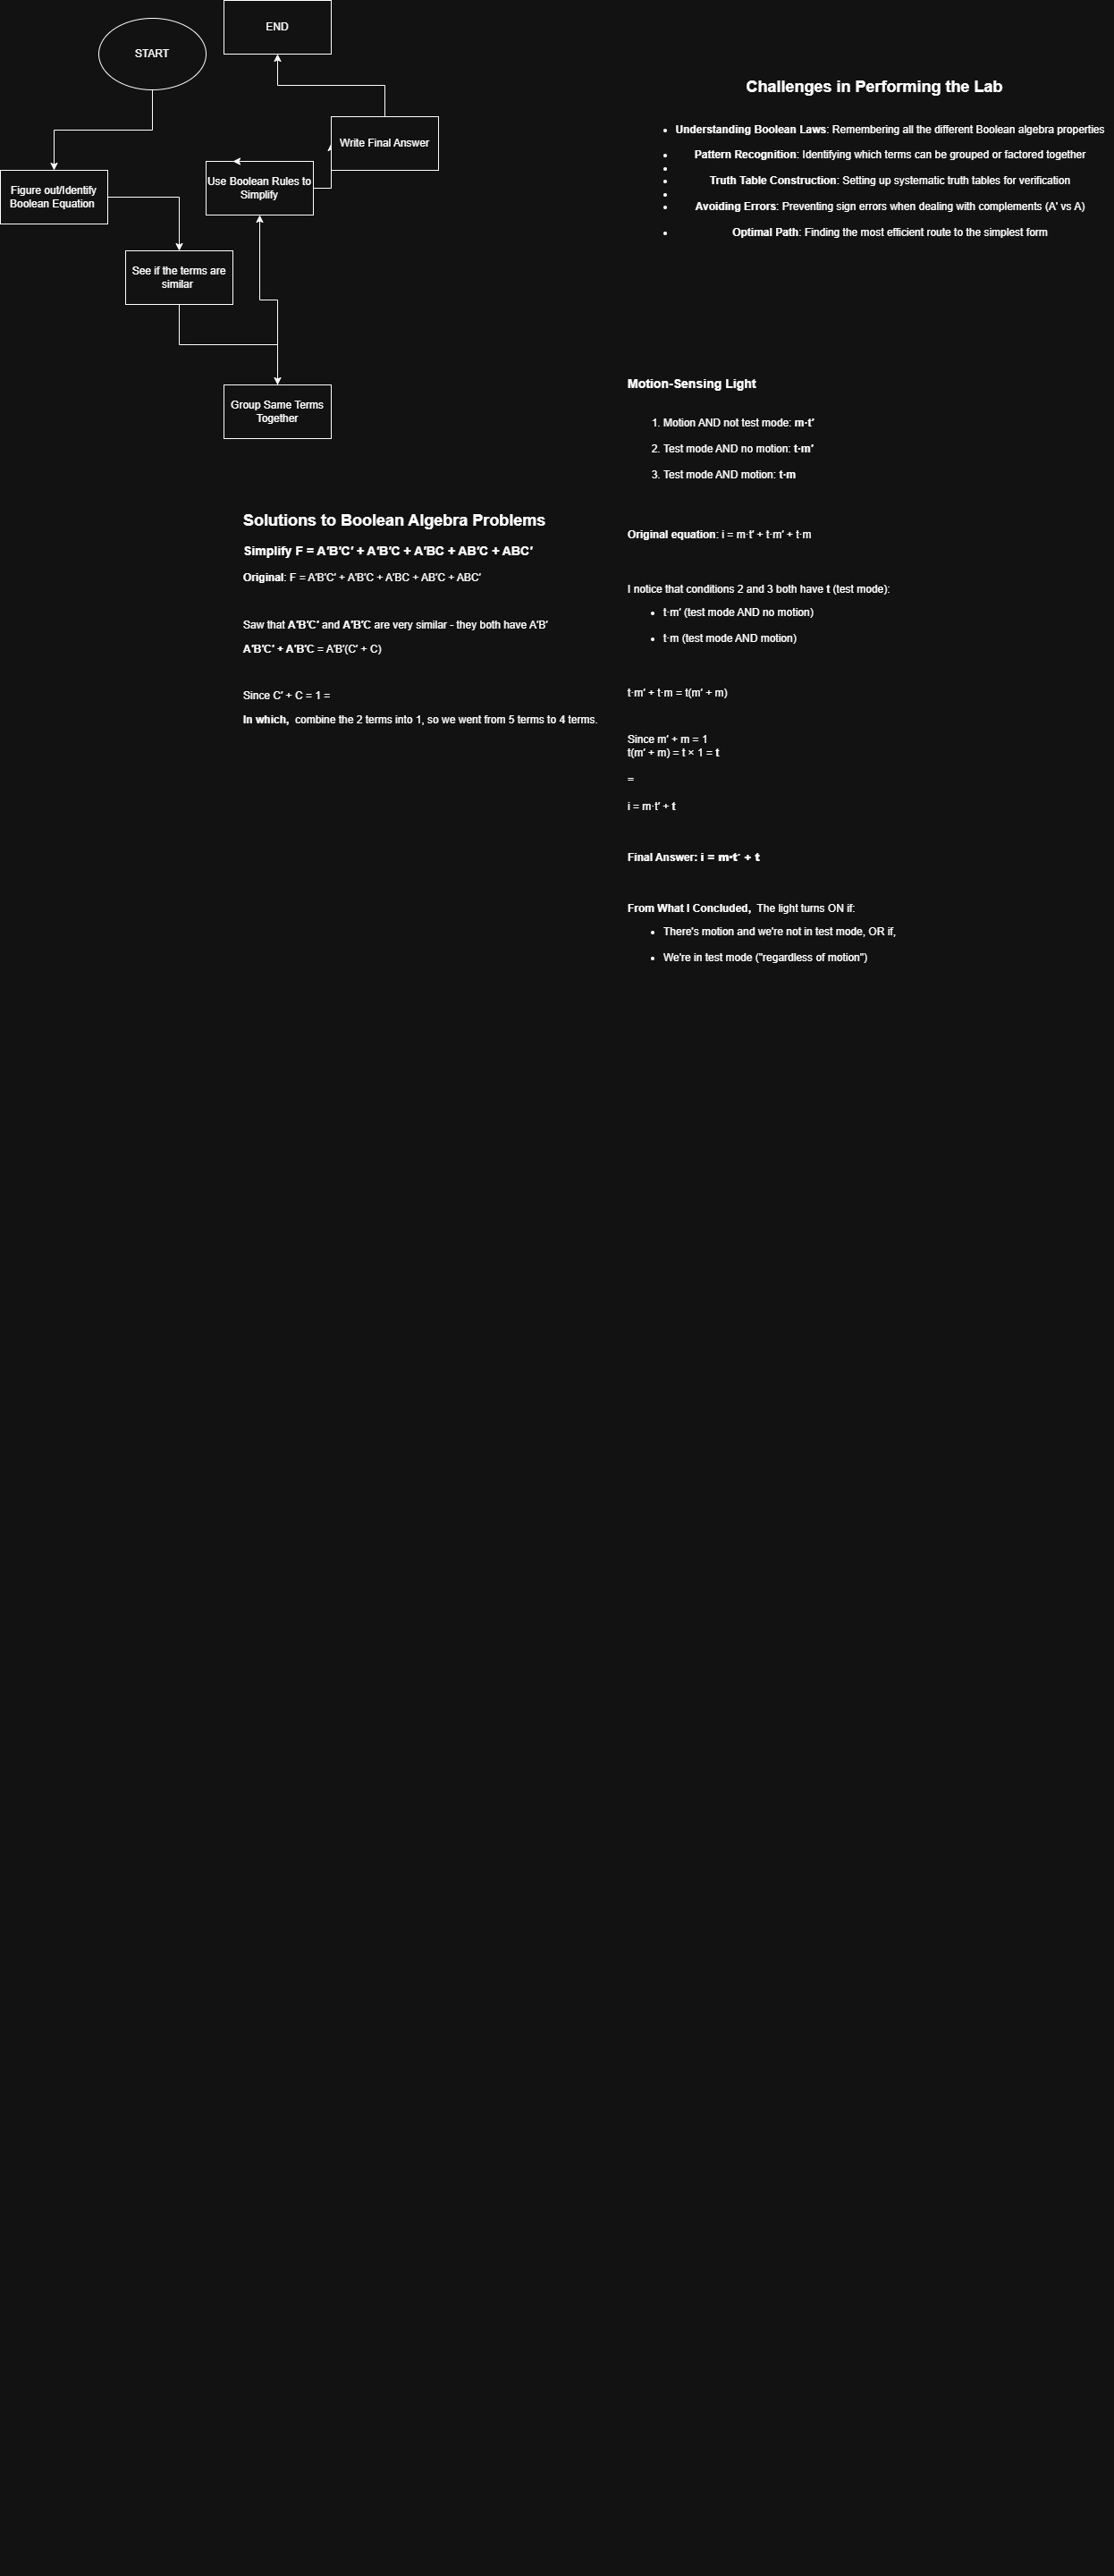 START
END
Write Final Answer
Use Boolean Rules to
Simplify
Figure out/Identify
Boolean Equation
See if the terms are
similar
Group Same Terms
Together
Challenges in Performing the Lab
Understanding Boolean Laws: Remembering all the different Boolean algebra properties
Pattern Recognition: Identifying which terms can be grouped or factored together
Truth Table Construction: Setting up systematic truth tables for verification
Avoiding Errors: Preventing sign errors when dealing with complements (A' vs A)
Optimal Path: Finding the most efficient route to the simplest form
Solutions to Boolean Algebra Problems
Simplify F = A′B′C′ + A′B′C + A′BC + AB′C + ABC′
Original: F = A′B′C′ + A′B′C + A′BC + AB′C + ABC′
Saw that A′B′C′ and A′B′C are very similar - they both have A′B′
A′B′C′ + A′B′C = A′B′(C′ + C)
Since C′ + C = 1 =
In which, combine the 2 terms into 1, so we went from 5 terms to 4 terms.
Motion-Sensing Light
1. Motion AND not test mode: m·t′
2. Test mode AND no motion: t·m′
3. Test mode AND motion: t·m
Original equation: i = m·t′ + t·m′ + t·m
I notice that conditions 2 and 3 both have t (test mode):
t·m′ (test mode AND no motion)
t·m (test mode AND motion)
t·m′ + t·m = t(m′ + m)
Since m′ + m = 1
t(m′ + m) = t × 1 = t
=
i = m·t′ + t
Final Answer: i = m·t′ + t
From What I Concluded, The light turns ON if:
There's motion and we're not in test mode, OR if,
We're in test mode ("regardless of motion")